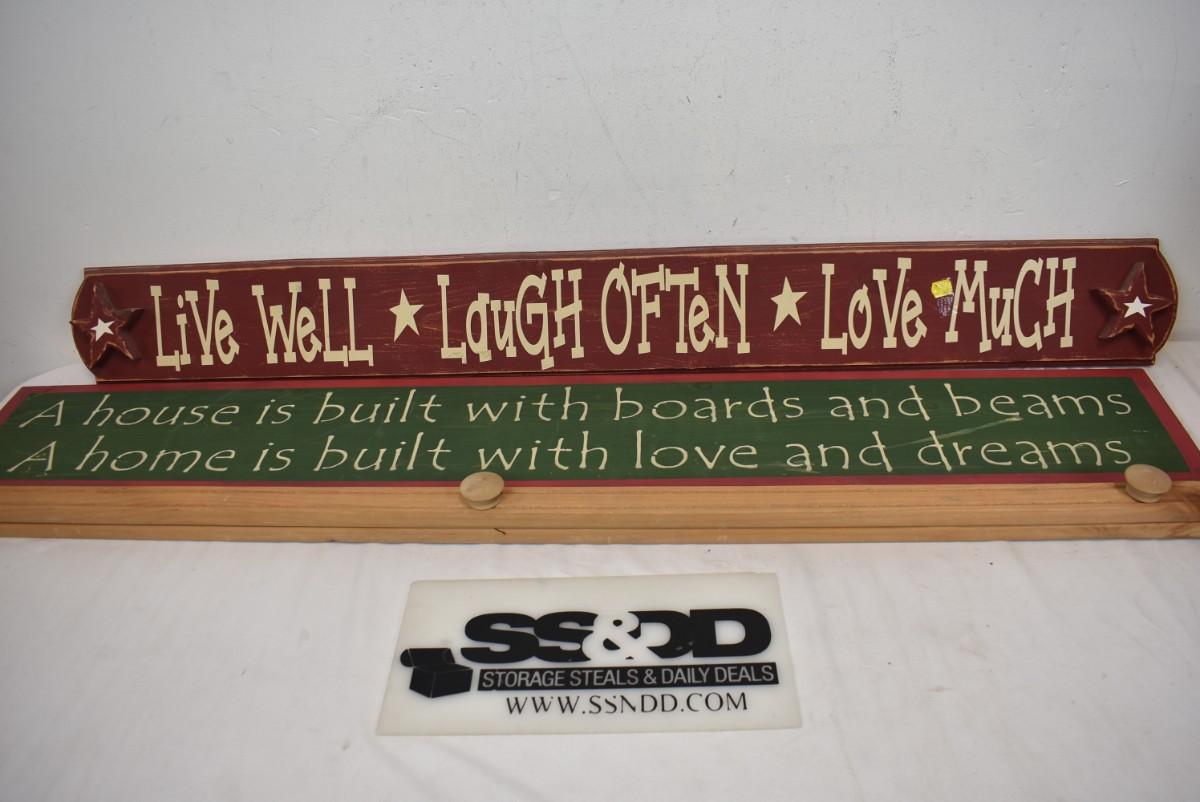 LiVe WeLL ★ LauGH OFTeN ★ LoVe MuCH
A house is built with boards and beams
A home is built with love and dreams
SS&DD
STORAGE STEALS & DAILY DEALS
WWW.SSNDD.COM